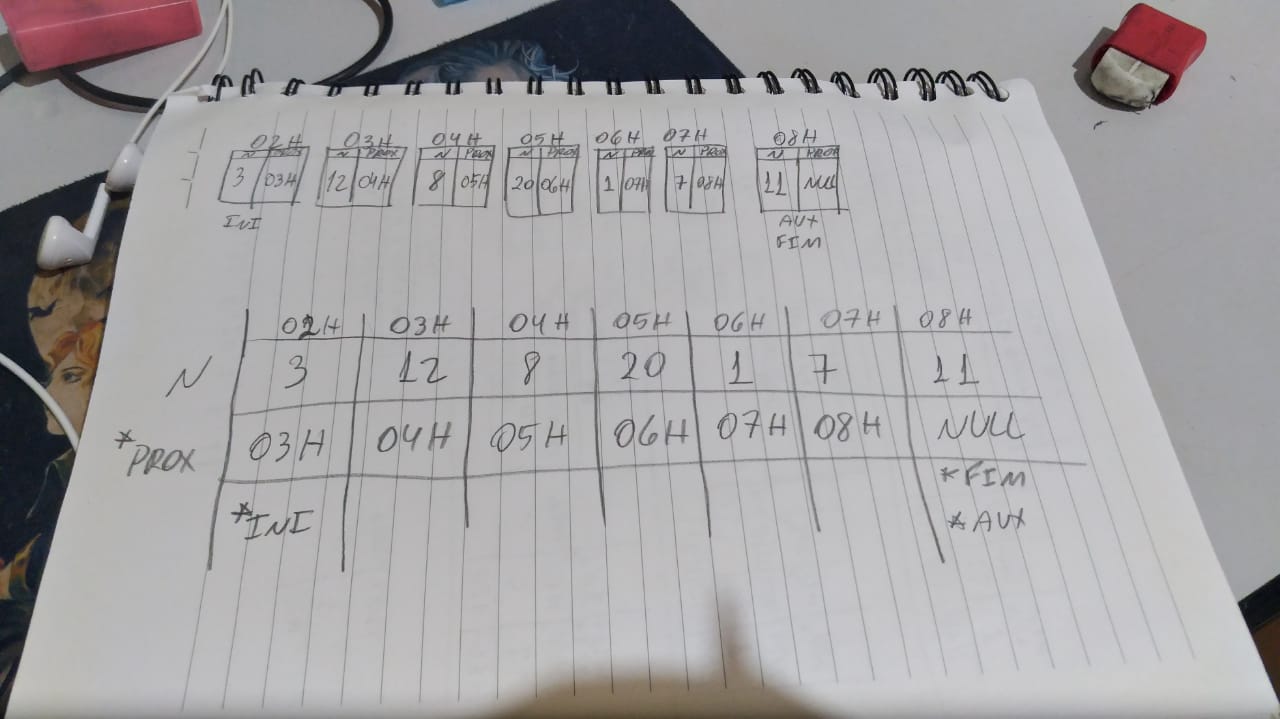 02H 03H 04H 05H 06H 07H 08H
N PROX N PROX N PROX N PROX N PROX N PROX N PROX
3 03H 12 04H 8 05H 20 06H 1 07H 7 08H 11 NULL
INI AUX
FIM
02H 03H 04H 05H 06H 07H 08H
N 3 12 8 20 1 7 11
*PROX 03H 04H 05H 06H 07H 08H NULL
*FIM
*INI *AUX